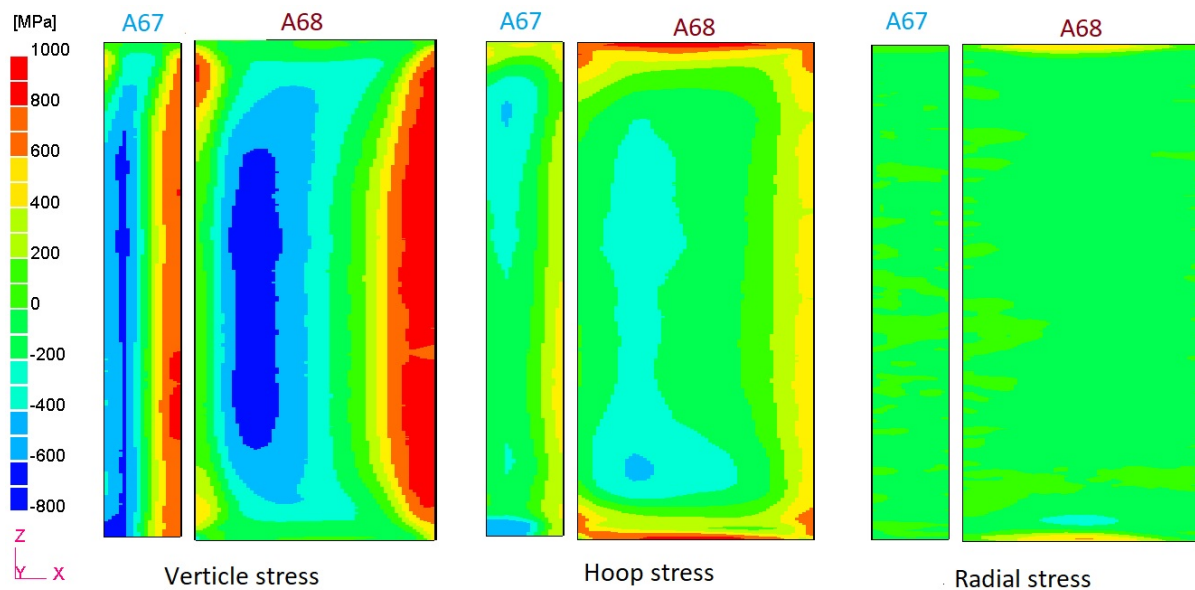 [MPa]
A67
A68
A67
A68
A67
A68
1000
800
600
400
200
0
-200
-400
-600
-800
Z
Y X
Verticle stress
Hoop stress
Radial stress